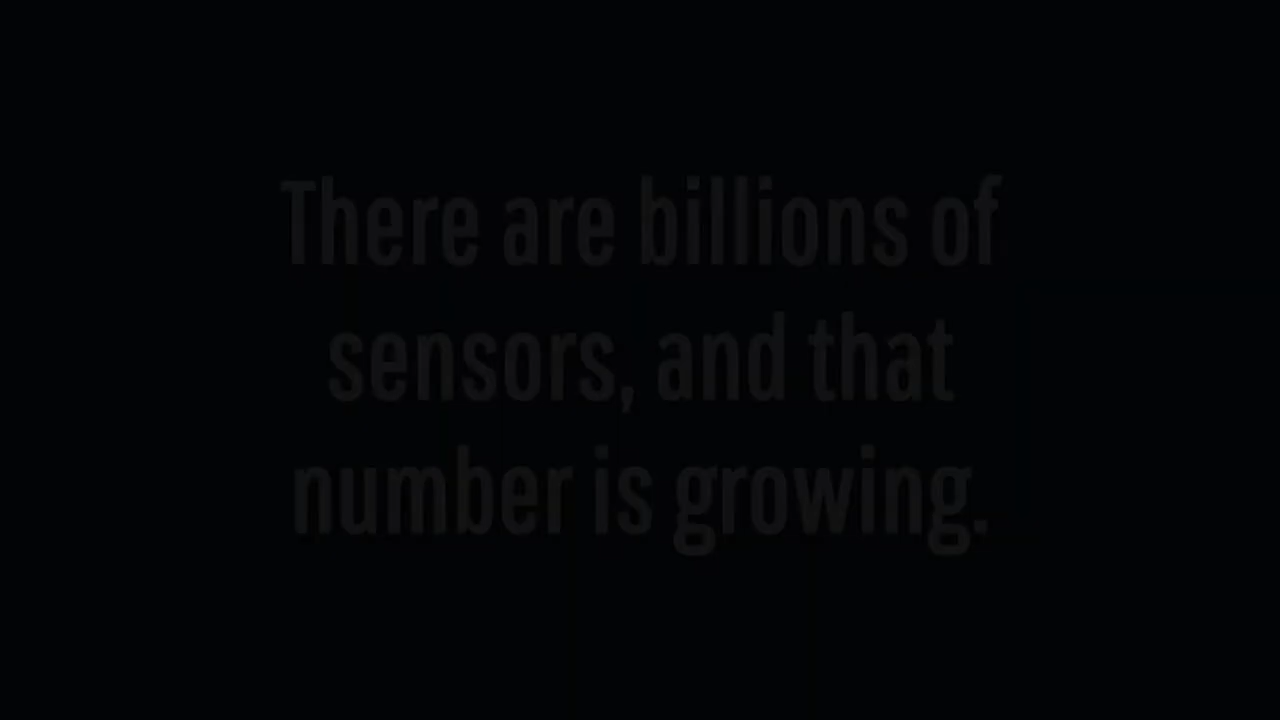 There are billions of
sensors, and that
number is growing.